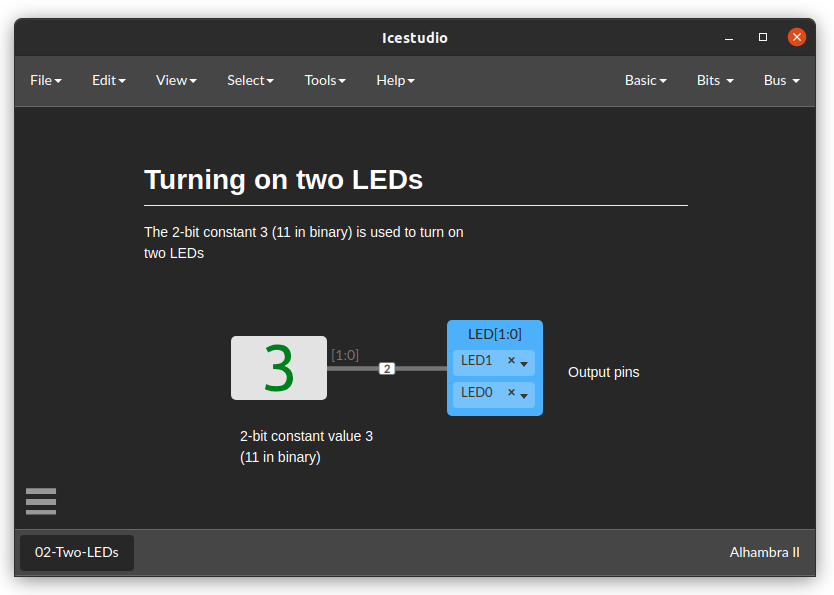 Icestudio
File Edit View Select Tools Help Basic Bits Bus
Turning on two LEDs
The 2-bit constant 3 (11 in binary) is used to turn on
two LEDs
LED[1:0]
3 [1:0] 2 LED1 ×
LED0 ×
Output pins
2-bit constant value 3
(11 in binary)
02-Two-LEDs Alhambra II